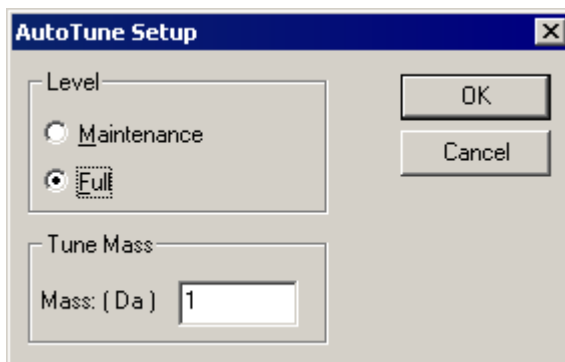 AutoTune Setup
Level
Maintenance
Full
OK
Cancel
Tune Mass
Mass: ( Da ) 1